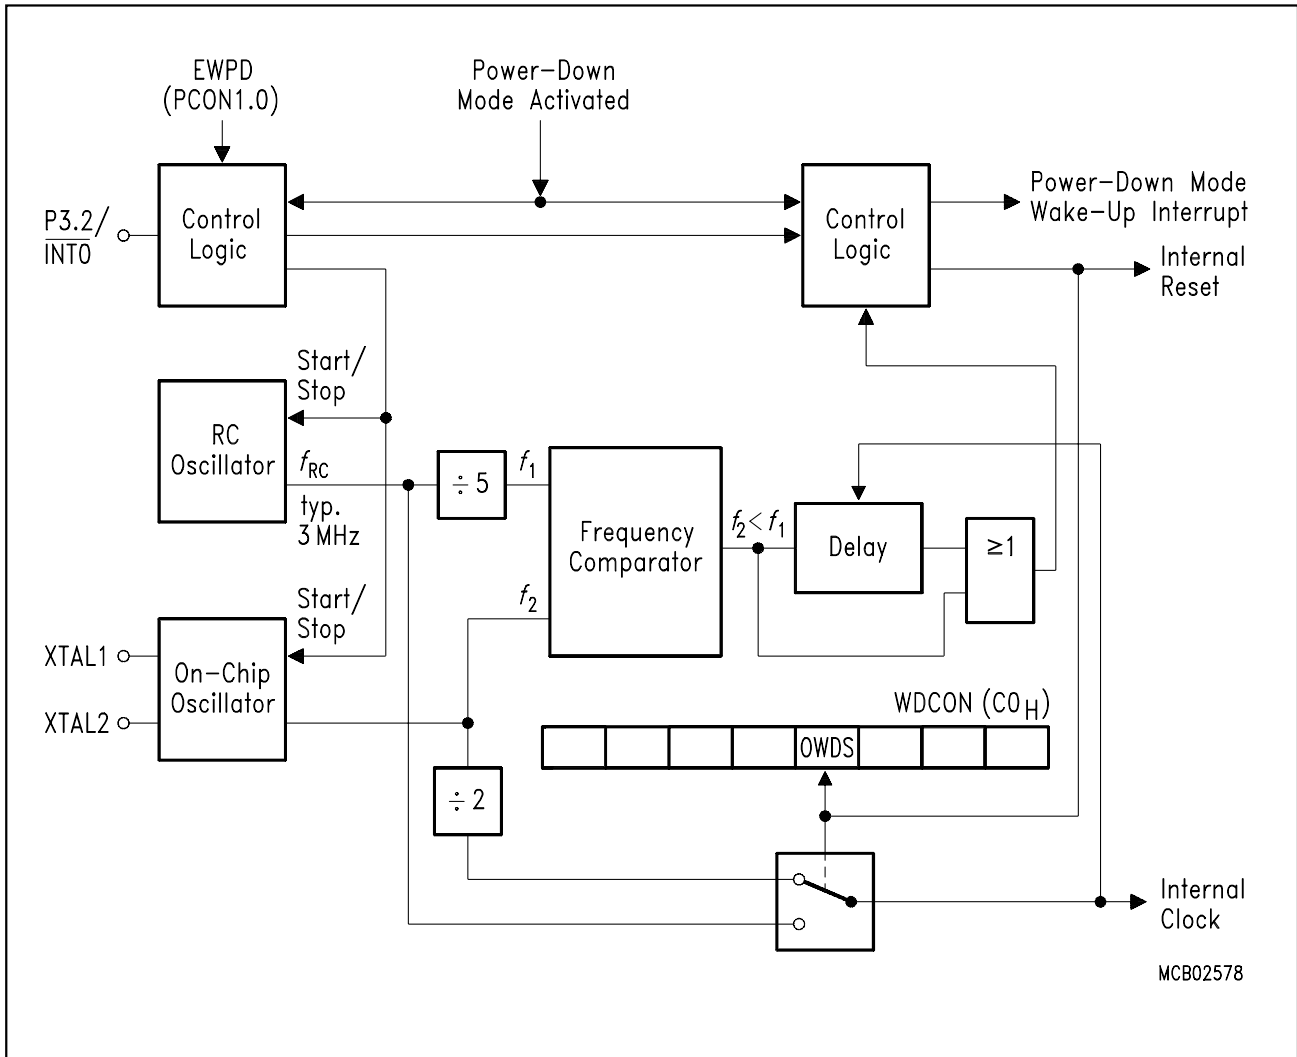 EWPD
(PCON1.0)
Power-Down
Mode Activated
P3.2/
INT0
Control
Logic
Control
Logic
Power-Down Mode
Wake-Up Interrupt
Internal
Reset
Start/
Stop
RC
Oscillator
fRC
typ.
3 MHz
÷ 5
f1
Frequency
Comparator
f2 < f1
Delay
≥1
f2
Start/
Stop
XTAL1
XTAL2
On-Chip
Oscillator
WDCON (C0H)
OWDS
÷ 2
Internal
Clock
MCB02578